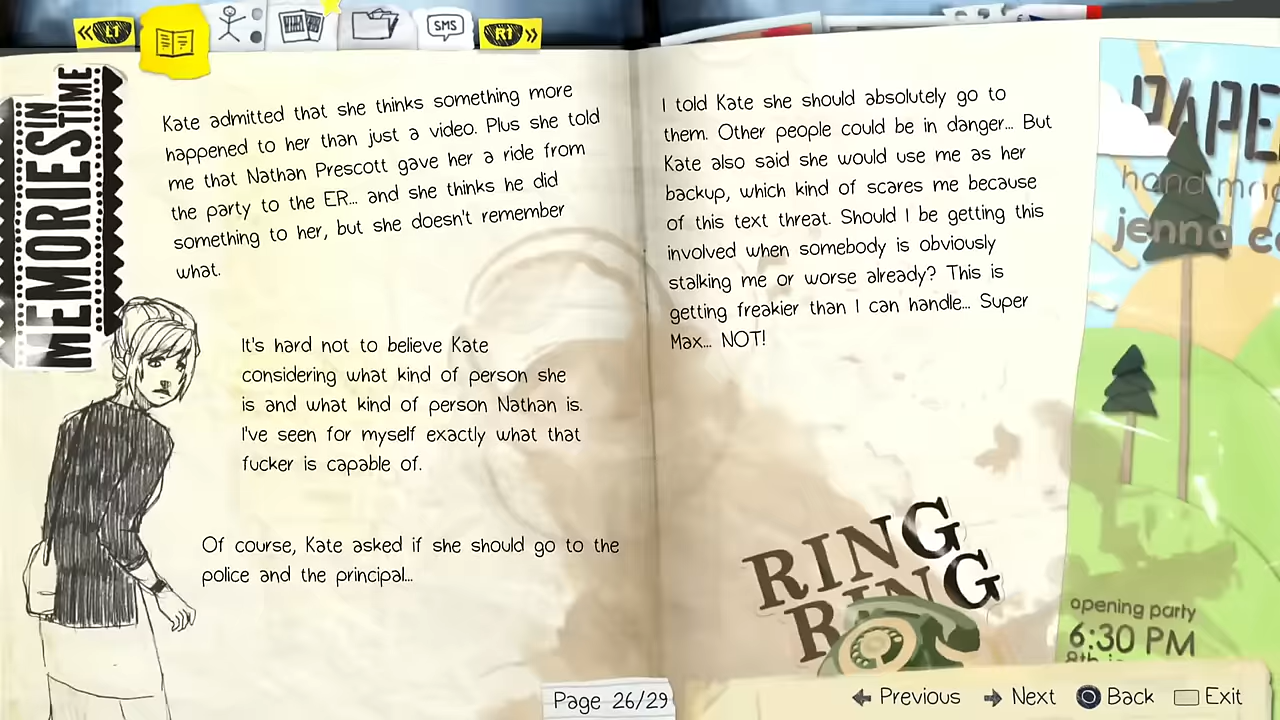 L1
SMS
R1
MEMORIES IN TIME
Kate admitted that she thinks something more
happened to her than just a video. Plus she told
me that Nathan Prescott gave her a ride from
the party to the ER... and she thinks he did
something to her, but she doesn't remember
what.
It's hard not to believe Kate
considering what kind of person she
is and what kind of person Nathan is.
I've seen for myself exactly what that
fucker is capable of.
Of course, Kate asked if she should go to the
police and the principal...
I told Kate she should absolutely go to
them. Other people could be in danger... But
Kate also said she would use me as her
backup, which kind of scares me because
of this text threat. Should I be getting this
involved when somebody is obviously
stalking me or worse already? This is
getting freakier than I can handle... Super
Max... NOT!
RING
RING
hand
jenna
opening party
6:30 PM
8th
Page 26/29
Previous
Next
Back
Exit